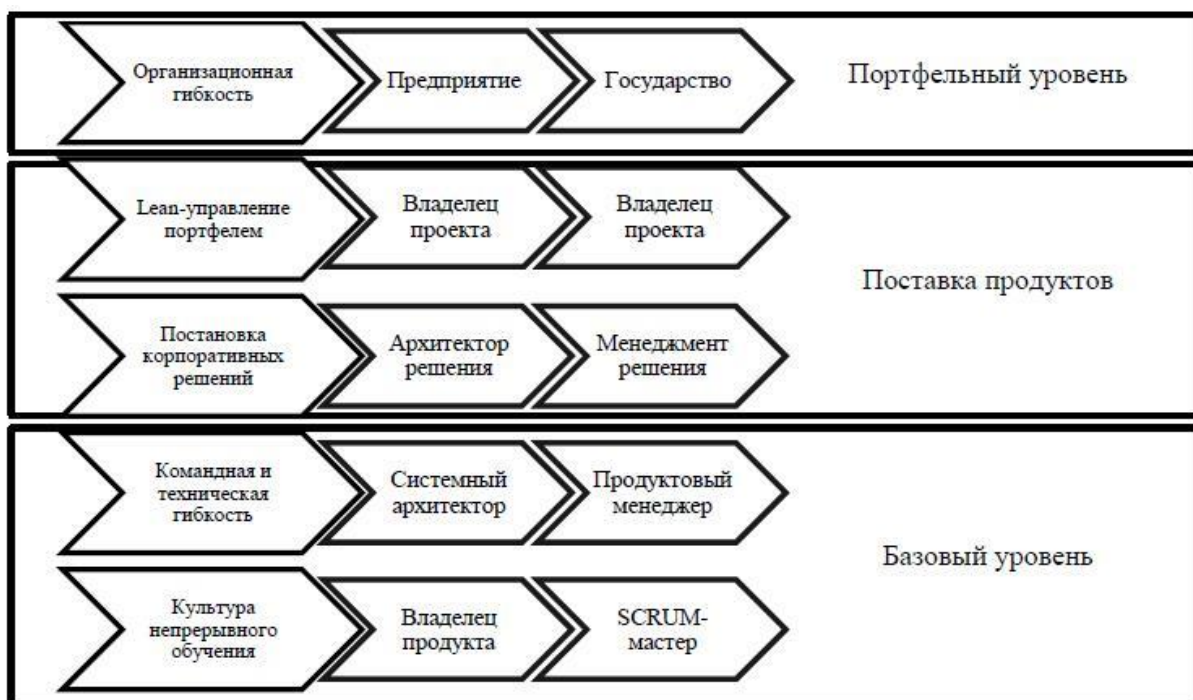 Организационная
гибкость
Предприятие
Государство
Портфельный уровень
Lean-управление
портфелем
Владелец
проекта
Владелец
проекта
Поставка продуктов
Постановка
корпоративных
решений
Архитектор
решения
Менеджмент
решения
Командная и
техническая
гибкость
Системный
архитектор
Продуктовый
менеджер
Базовый уровень
Культура
непрерывного
обучения
Владелец
продукта
SCRUM-
мастер